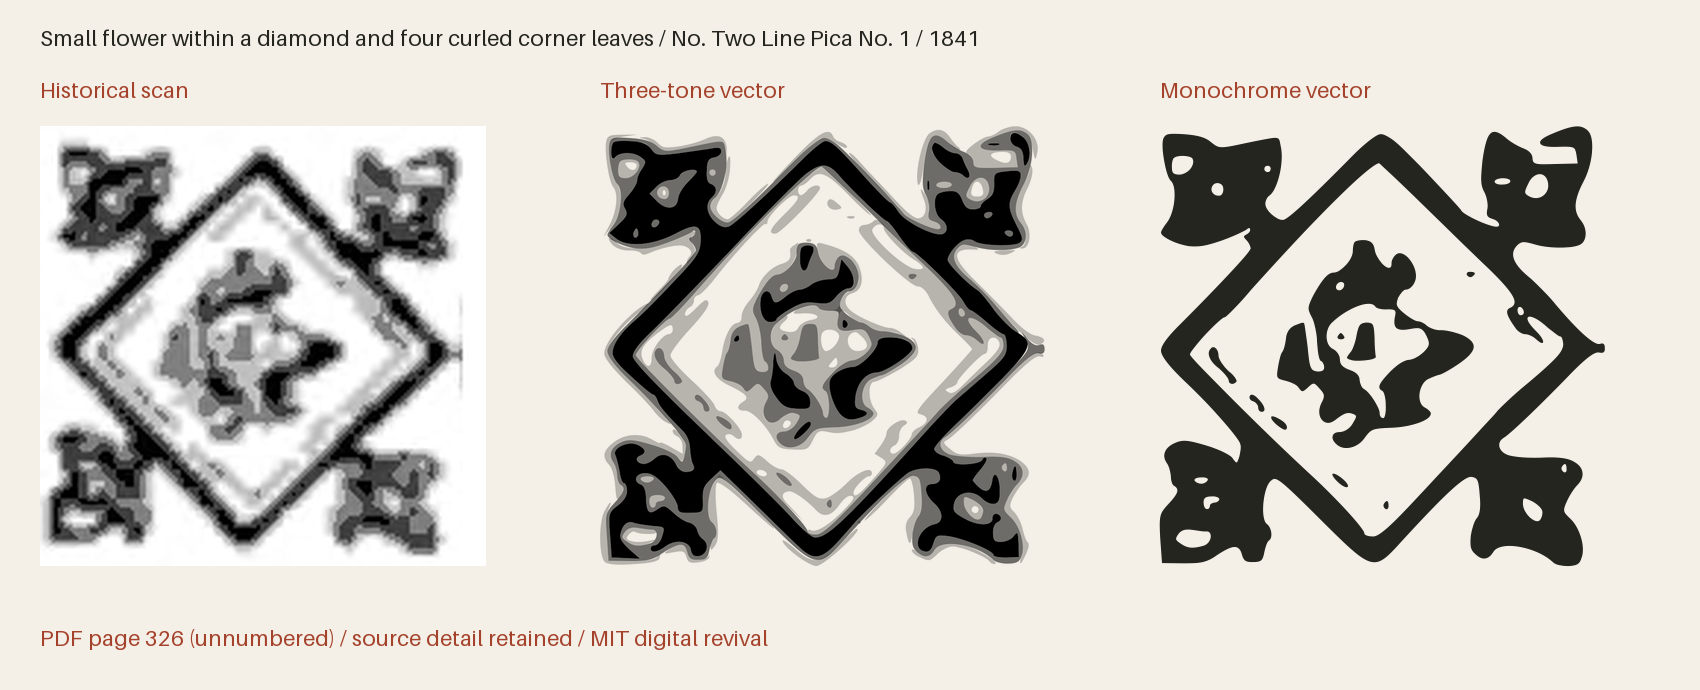 Small flower within a diamond and four curled corner leaves / No. Two Line Pica No. 1 / 1841
Historical scan
Three-tone vector
Monochrome vector
PDF page 326 (unnumbered) / source detail retained / MIT digital revival